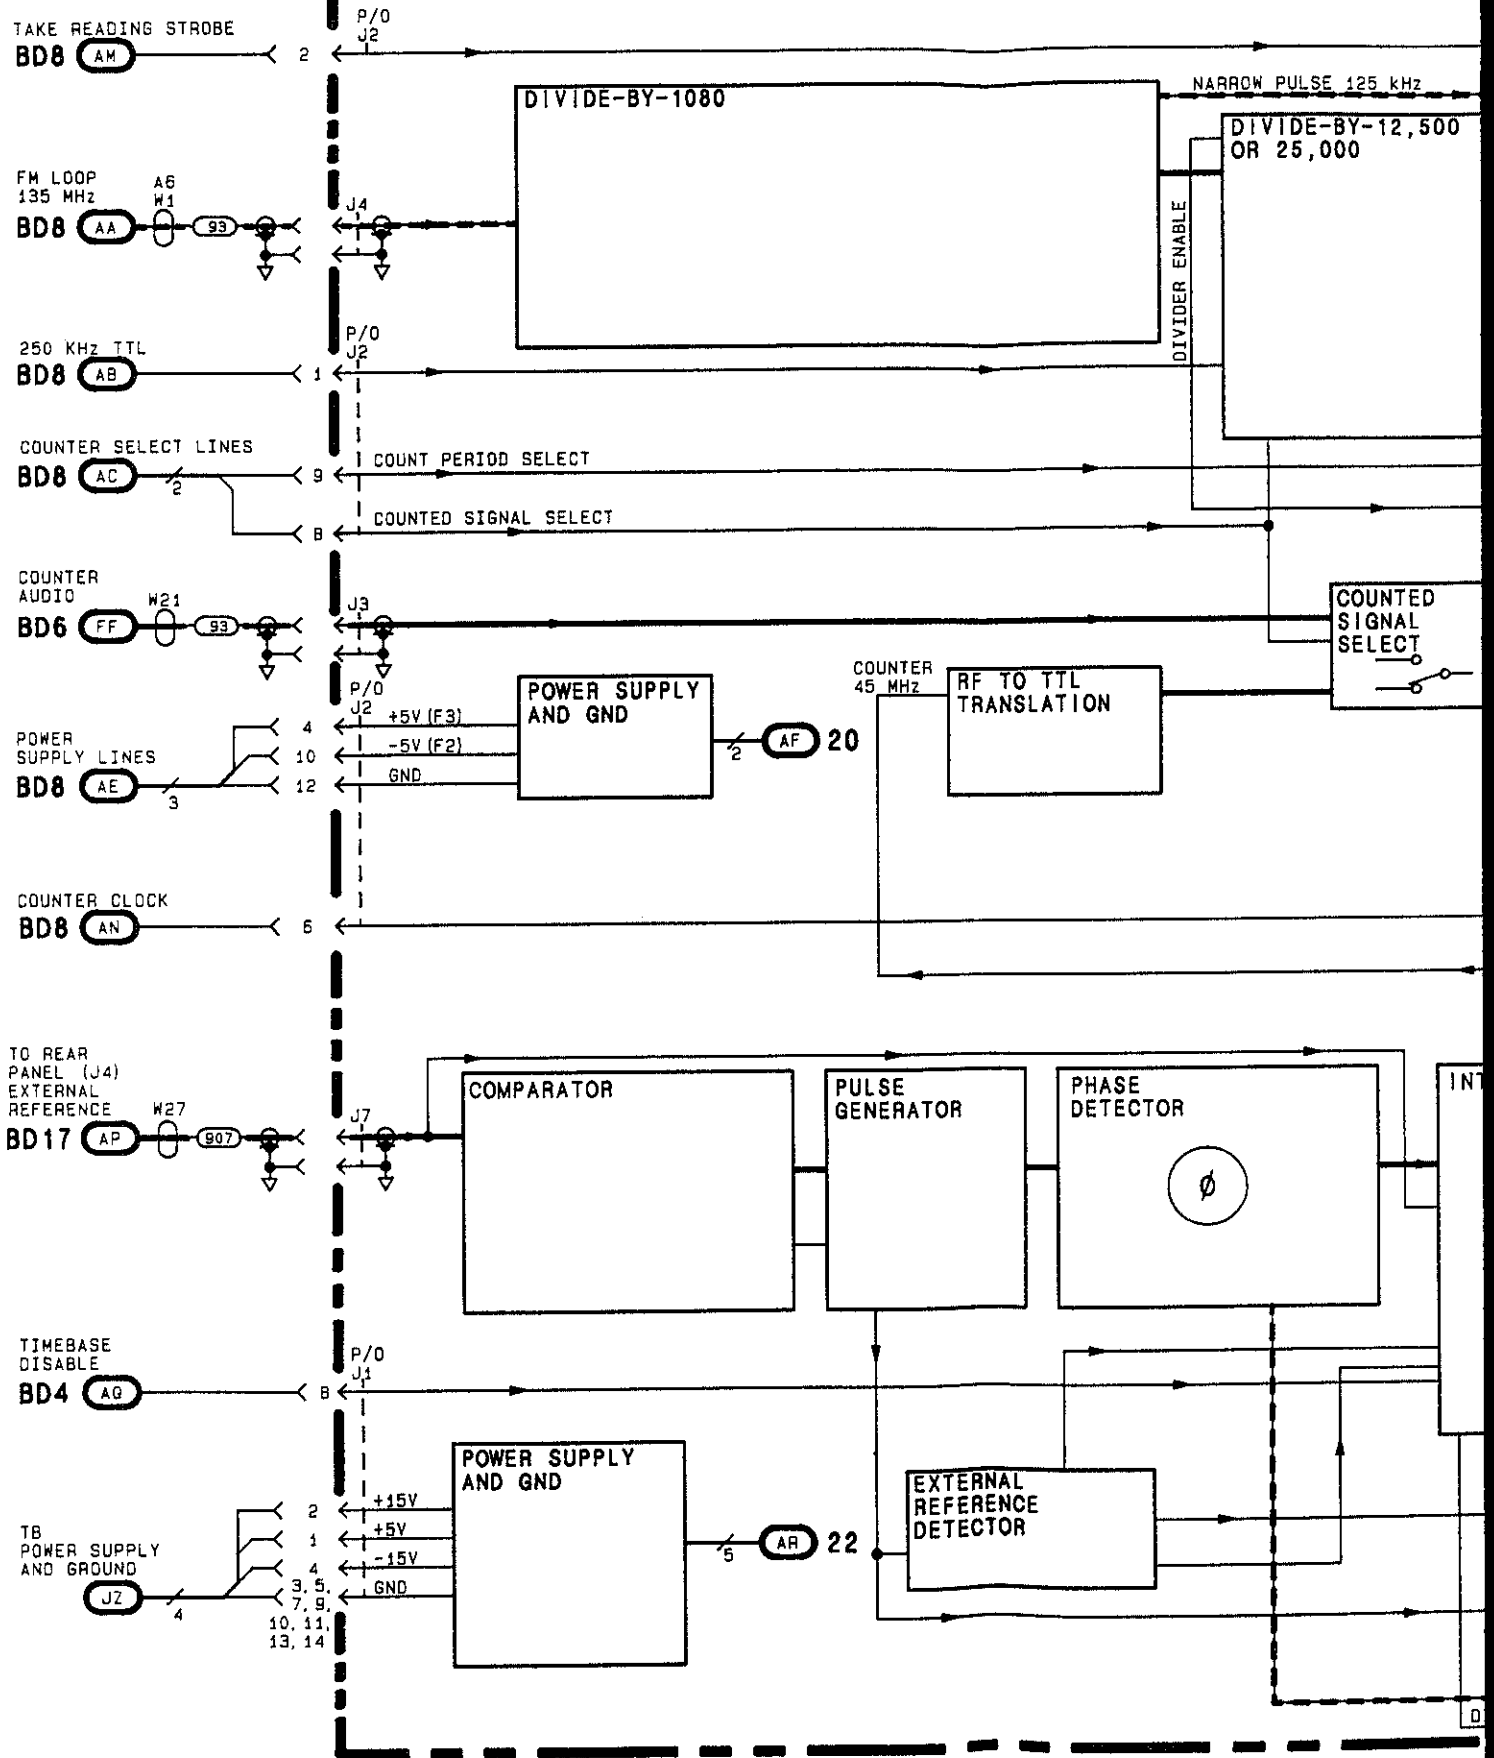 TAKE READING STROBE
BD8 AM
2
P/O
J2
DIVIDE-BY-1080
NARROW PULSE 125 kHz
DIVIDE-BY-12,500
OR 25,000
DIVIDER ENABLE
FM LOOP
135 MHz
BD8 AA
A6
W1
93
J4
250 KHz TTL
BD8 AB
1
P/O
J2
COUNTER SELECT LINES
BD8 AC
2
9
COUNT PERIOD SELECT
8
COUNTED SIGNAL SELECT
COUNTER
AUDIO
BD6 FF
W21
93
J3
COUNTED
SIGNAL
SELECT
COUNTER
45 MHz
RF TO TTL
TRANSLATION
P/O
J2
POWER SUPPLY
AND GND
4
+5V (F3)
10
-5V (F2)
12
GND
2
AF 20
POWER
SUPPLY LINES
BD8 AE
3
COUNTER CLOCK
BD8 AN
6
TO REAR
PANEL (J4)
EXTERNAL
REFERENCE
BD17 AP
W27
907
J7
COMPARATOR
PULSE
GENERATOR
PHASE
DETECTOR
Ø
INT
TIMEBASE
DISABLE
BD4 AQ
8
P/O
J1
POWER SUPPLY
AND GND
2
+15V
1
+5V
4
-15V
3, 5,
7, 9,
10, 11,
13, 14
GND
TB
POWER SUPPLY
AND GROUND
JZ
4
5
AR 22
EXTERNAL
REFERENCE
DETECTOR
D